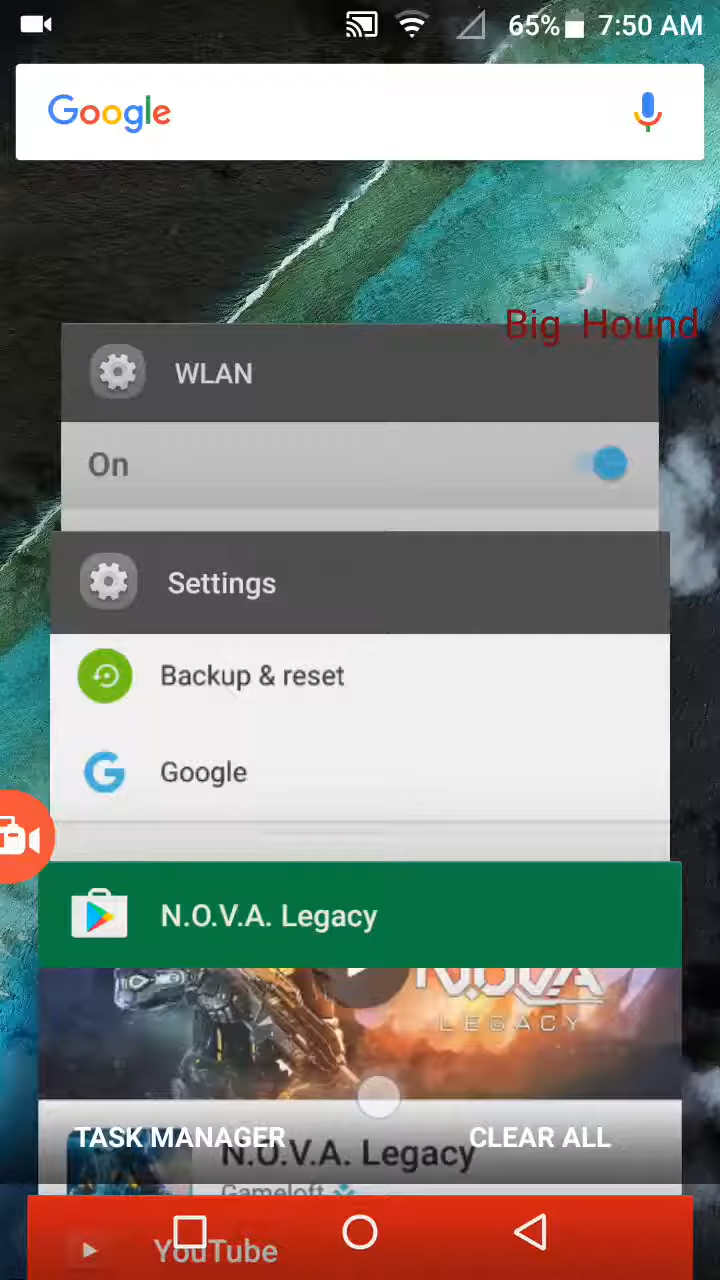 65% 7:50 AM
Google
Big Hound
WLAN
On
Settings
Backup & reset
Google
N.O.V.A. Legacy
N.O.V.A
LEGACY
TASK MANAGER CLEAR ALL
N.O.V.A. Legacy
Gameloft
YouTube